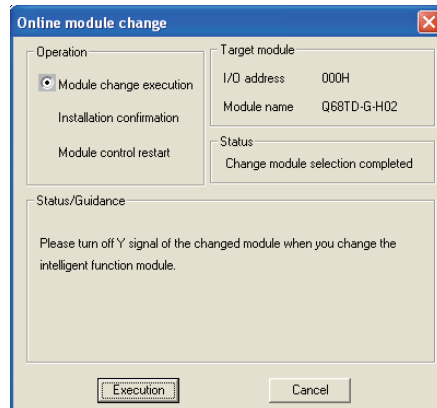 Online module change
Operation
Module change execution
Installation confirmation
Module control restart
Target module
I/O address 000H
Module name Q68TD-G-H02
Status
Change module selection completed
Status/Guidance
Please turn off Y signal of the changed module when you change the
intelligent function module.
Execution
Cancel